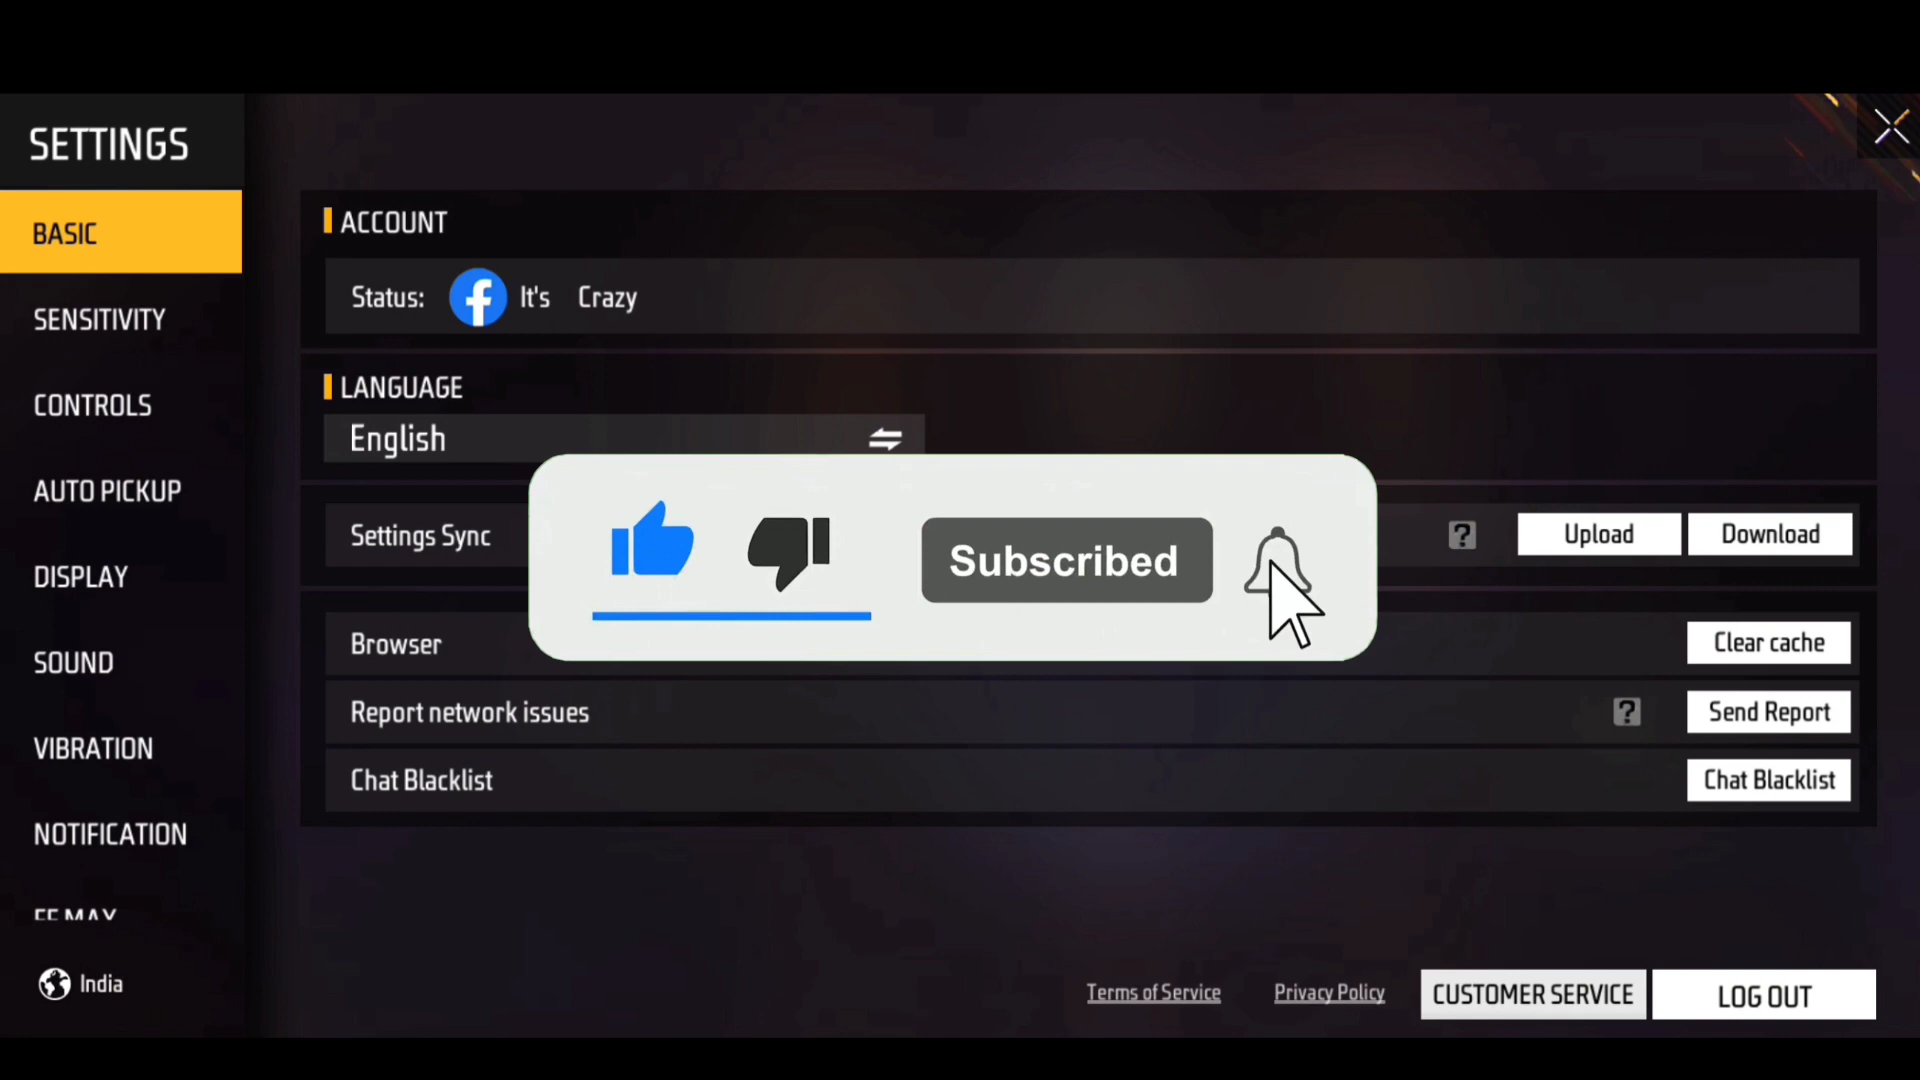 SETTINGS
BASIC
SENSITIVITY
CONTROLS
AUTO PICKUP
DISPLAY
SOUND
VIBRATION
NOTIFICATION
FF MAX
India
ACCOUNT
Status: It's Crazy
LANGUAGE
English
Settings Sync ? Upload Download
Subscribed
Browser Clear cache
Report network issues ? Send Report
Chat Blacklist Chat Blacklist
Terms of Service Privacy Policy CUSTOMER SERVICE LOG OUT